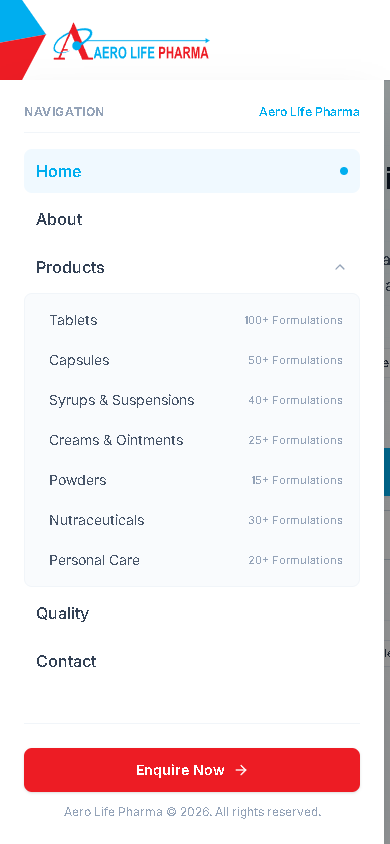 AERO LIFE PHARMA
NAVIGATION Aero Life Pharma
Home
About
Products
Tablets 100+ Formulations
Capsules 50+ Formulations
Syrups & Suspensions 40+ Formulations
Creams & Ointments 25+ Formulations
Powders 15+ Formulations
Nutraceuticals 30+ Formulations
Personal Care 20+ Formulations
Quality
Contact
Enquire Now →
Aero Life Pharma © 2026. All rights reserved.